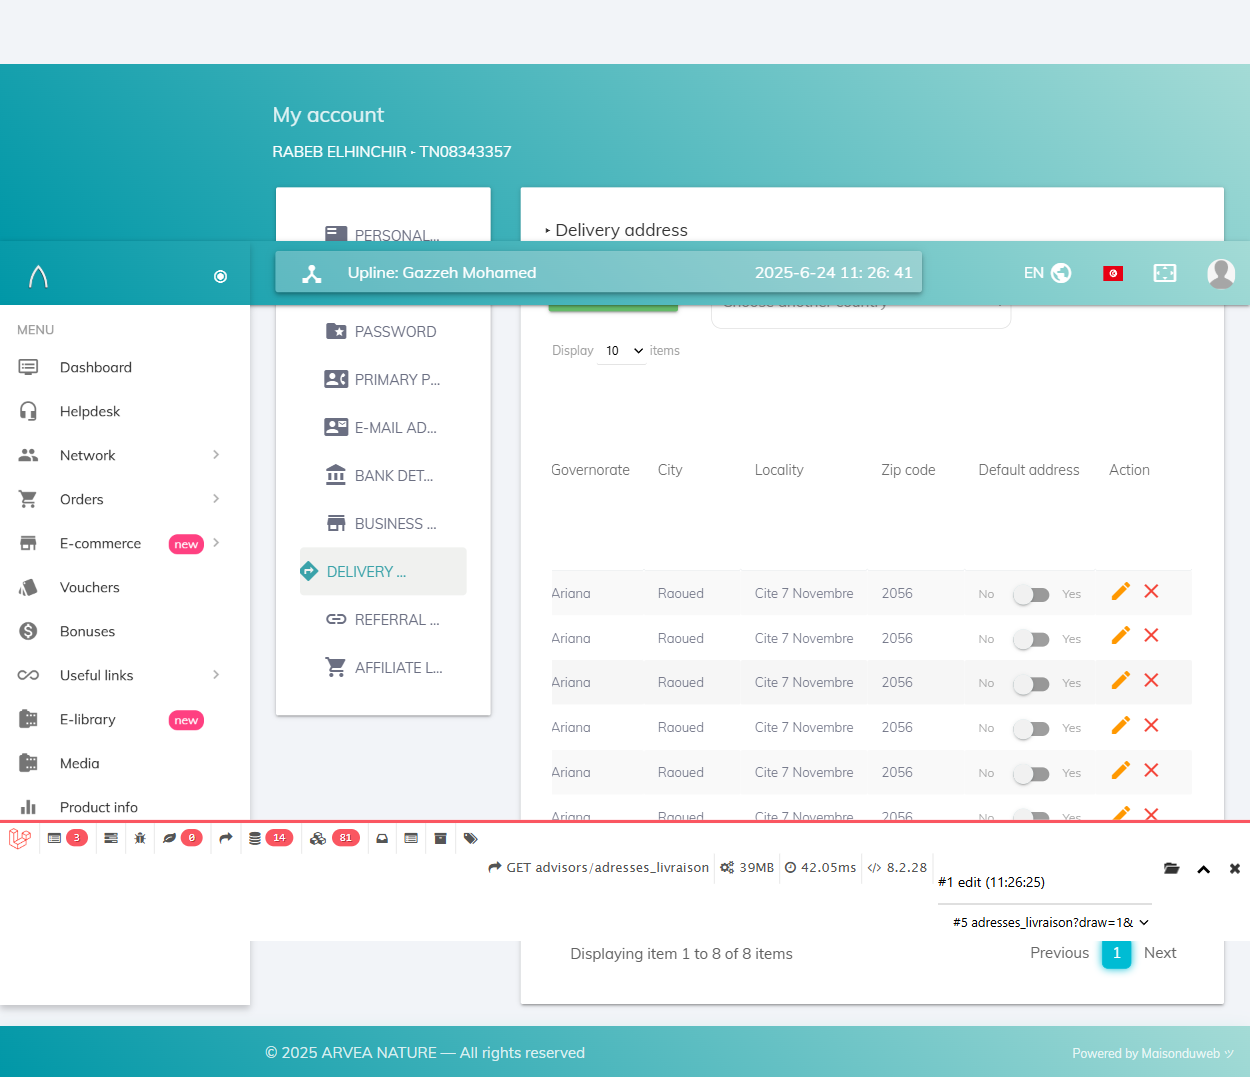 My account
RABEB ELHINCHIR - TN08343357
PERSONAL...
Delivery address
Upline: Gazzeh Mohamed
2025-6-24 11: 26: 41
EN
Choose another country
MENU
Dashboard
Helpdesk
Network
Orders
E-commerce new
Vouchers
Bonuses
Useful links
E-library new
Media
Product info
PASSWORD
PRIMARY P...
E-MAIL AD...
BANK DET...
BUSINESS ...
DELIVERY ...
REFERRAL ...
AFFILIATE L...
Display 10 items
Governorate City Locality Zip code Default address Action
Ariana Raoued Cite 7 Novembre 2056 No Yes
Ariana Raoued Cite 7 Novembre 2056 No Yes
Ariana Raoued Cite 7 Novembre 2056 No Yes
Ariana Raoued Cite 7 Novembre 2056 No Yes
Ariana Raoued Cite 7 Novembre 2056 No Yes
Ariana Raoued Cite 7 Novembre 2056 No Yes
3 0 14 81
GET advisors/adresses_livraison 39MB 42.05ms 8.2.28
#1 edit (11:26:25)
#5 adresses_livraison?draw=1&
Displaying item 1 to 8 of 8 items
Previous 1 Next
© 2025 ARVEA NATURE — All rights reserved
Powered by Maisonduweb ツ